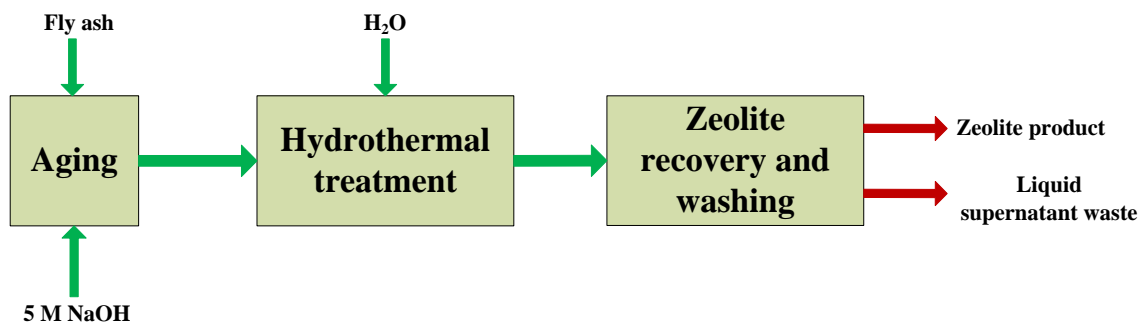 Fly ash
H₂O
Aging
Hydrothermal
treatment
Zeolite
recovery and
washing
Zeolite product
Liquid
supernatant waste
5 M NaOH